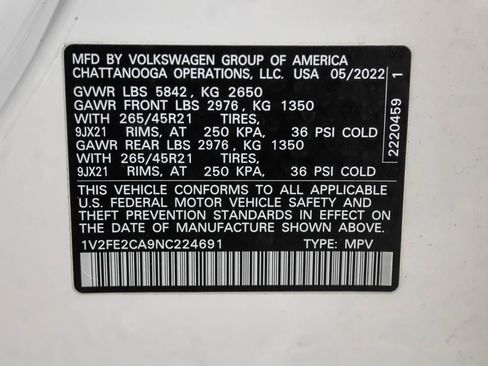 MFD BY VOLKSWAGEN GROUP OF AMERICA
CHATTANOOGA OPERATIONS, LLC. USA 05/2022
GVWR LBS 5842, KG 2650
GAWR FRONT LBS 2976, KG 1350
WITH 265/45R21 TIRES,
9JX21 RIMS, AT 250 KPA, 36 PSI COLD
GAWR REAR LBS 2976, KG 1350
WITH 265/45R21 TIRES,
9JX21 RIMS, AT 250 KPA, 36 PSI COLD
THIS VEHICLE CONFORMS TO ALL APPLICABLE
U.S. FEDERAL MOTOR VEHICLE SAFETY AND
THEFT PREVENTION STANDARDS IN EFFECT ON
THE DATE OF MANUFACTURE SHOWN ABOVE.
1V2FE2CA9NC224691 TYPE: MPV
2220459 1